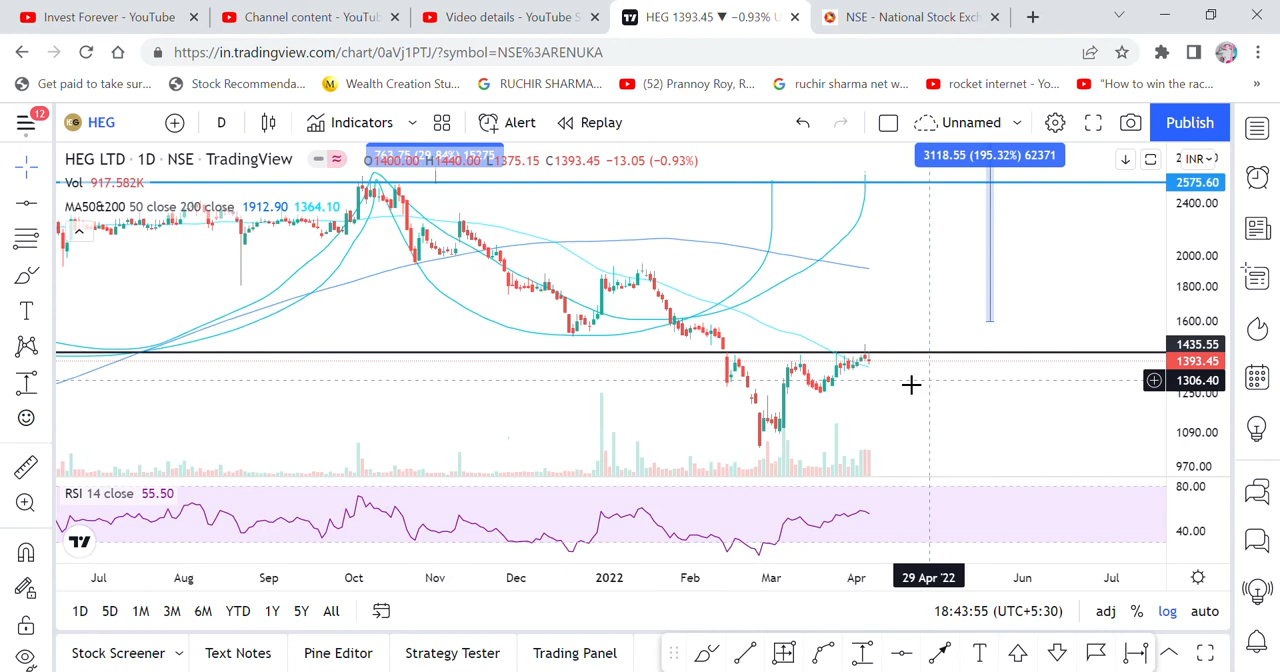 Invest Forever - YouTube
Channel content - YouTub
Video details - YouTube S
HEG 1393.45 ▼ −0.93% U
NSE - National Stock Exch
https://in.tradingview.com/chart/0aVj1PTJ/?symbol=NSE%3ARENUKA
Get paid to take sur...
Stock Recommenda...
Wealth Creation Stu...
RUCHIR SHARMA...
(52) Prannoy Roy, R...
ruchir sharma net w...
rocket internet - Yo...
"How to win the rac...
»
12
HEG
D
Indicators
Alert
Replay
Unnamed
Publish
HEG LTD · 1D · NSE · TradingView
763.75 (29.84%) 15275
O1400.00 H1440.00 L1375.15 C1393.45 −13.05 (−0.93%)
3118.55 (195.32%) 62371
INR
Vol 917.582K
2575.60
MA50&200 50 close 200 close 1912.90 1364.10
2400.00
2000.00
1800.00
1600.00
1435.55
1393.45
1306.40
1250.00
1090.00
970.00
RSI 14 close 55.50
80.00
40.00
Jul Aug Sep Oct Nov Dec 2022 Feb Mar Apr 29 Apr '22 Jun Jul
1D 5D 1M 3M 6M YTD 1Y 5Y All
18:43:55 (UTC+5:30)
adj % log auto
Stock Screener
Text Notes
Pine Editor
Strategy Tester
Trading Panel